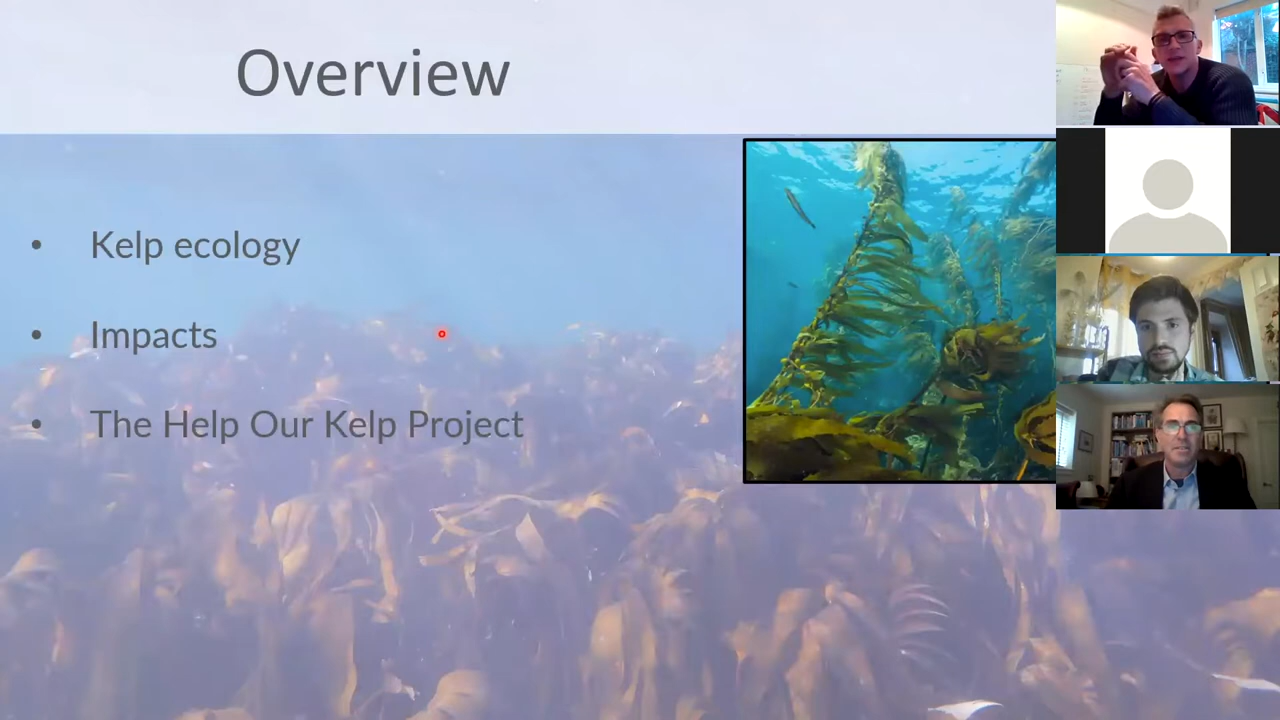 Overview
• Kelp ecology
• Impacts
• The Help Our Kelp Project